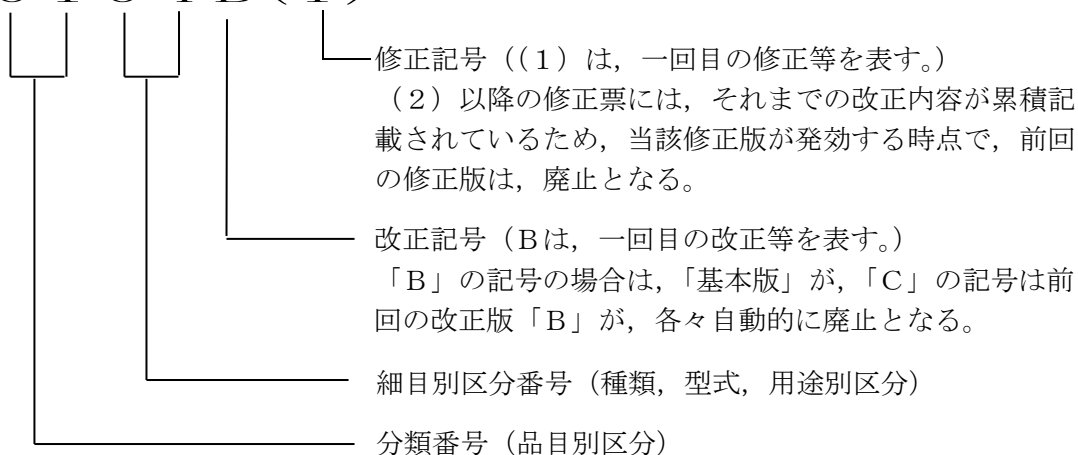 修正記号((1)は,一回目の修正等を表す。)
(2)以降の修正票には,それまでの改正内容が累積記
載されているため,当該修正版が発効する時点で,前回
の修正版は,廃止となる。
改正記号(Bは,一回目の改正等を表す。)
「B」の記号の場合は,「基本版」が,「C」の記号は前
回の改正版「B」が,各々自動的に廃止となる。
細目別区分番号(種類,型式,用途別区分)
分類番号(品目別区分)